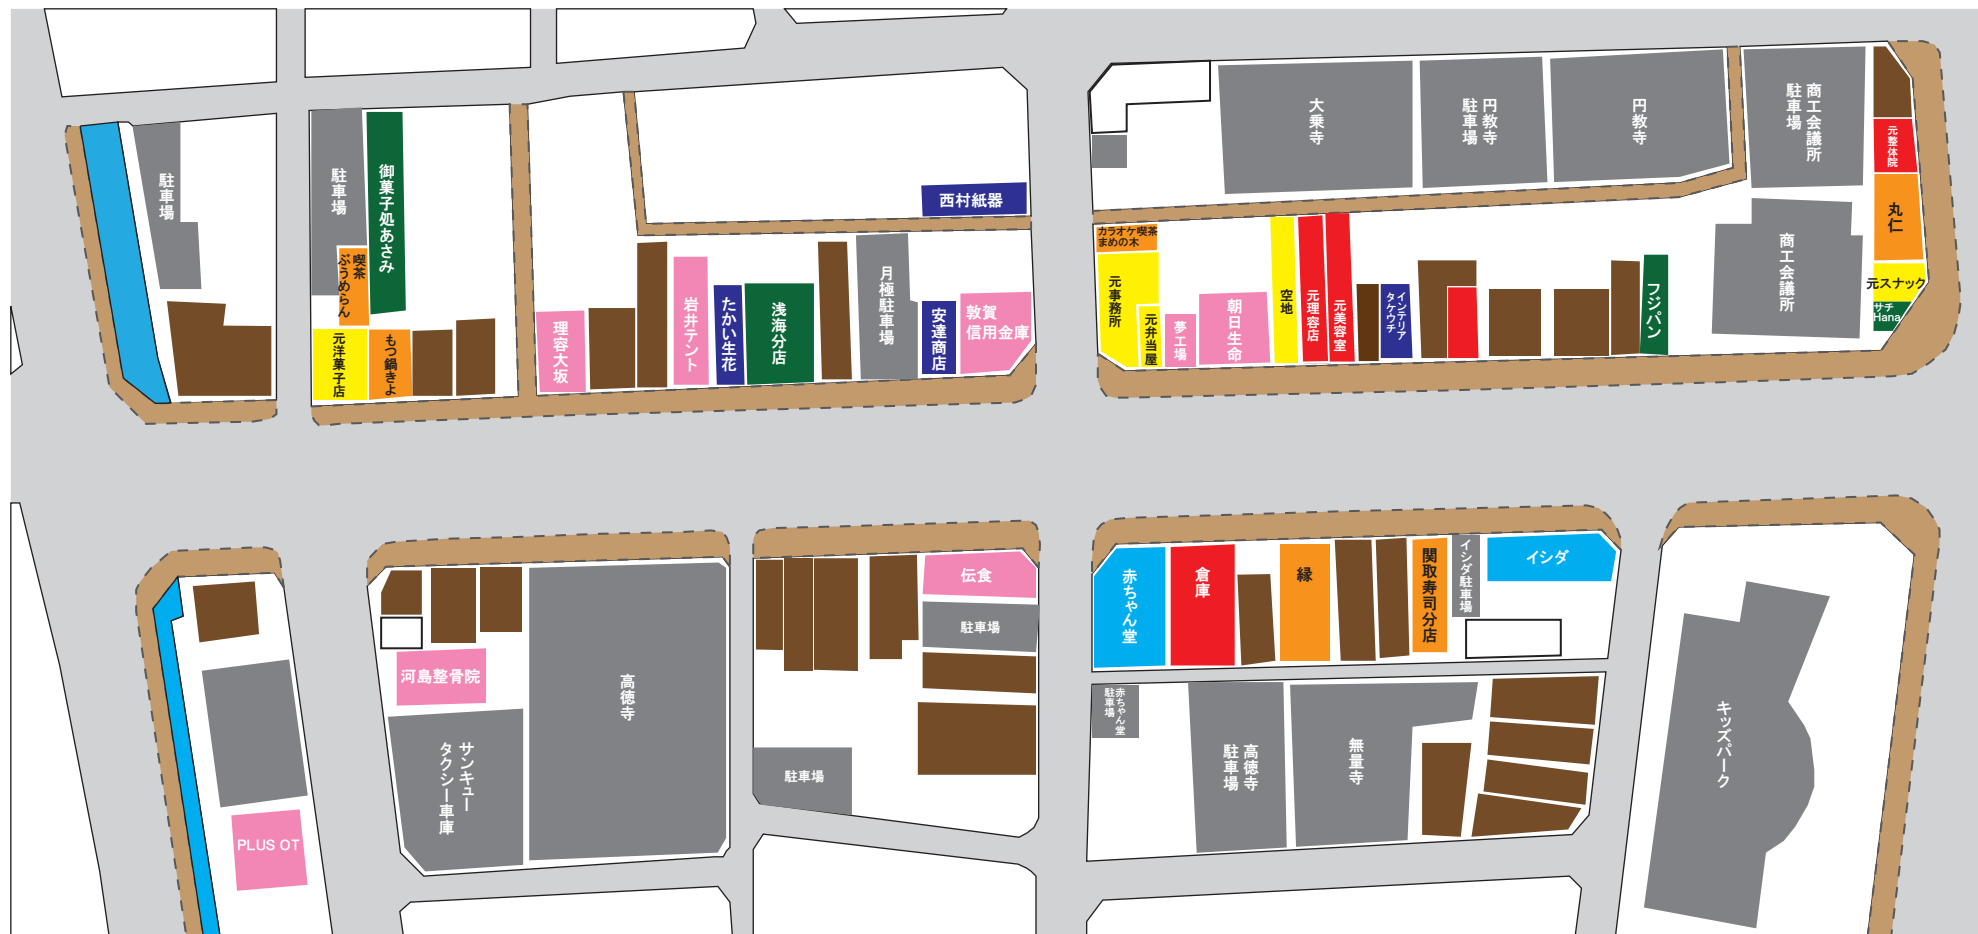 駐車場
駐車場
御菓子処あさみ
喫茶
ぶうめらん
元洋菓子店
もつ鍋きよ
理容大坂
岩井テント
たかい生花
浅海分店
月極駐車場
西村紙器
安達商店
敦賀
信用金庫
大乗寺
円教寺
駐車場
円教寺
商工会議所
駐車場
元整体院
丸仁
元スナック
サチ
Hana
商工会議所
カラオケ喫茶
まめの木
元事務所
元弁当屋
夢工場
朝日生命
空地
元理容店
元美容室
インテリア
タケウチ
フジパン
PLUS OT
河島整骨院
サンキュー
タクシー車庫
高徳寺
伝食
駐車場
駐車場
赤ちゃん堂
倉庫
縁
関取寿司分店
イシダ駐車場
イシダ
赤ちゃん堂
駐車場
高徳寺
駐車場
無量寺
キッズパーク